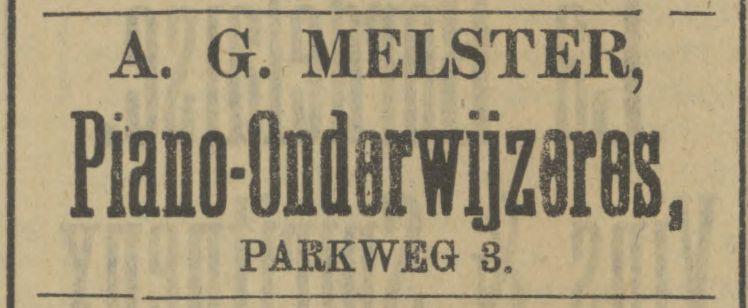 A. G. MELSTER,
Piano-Onderwijzeres,
PARKWEG 3.